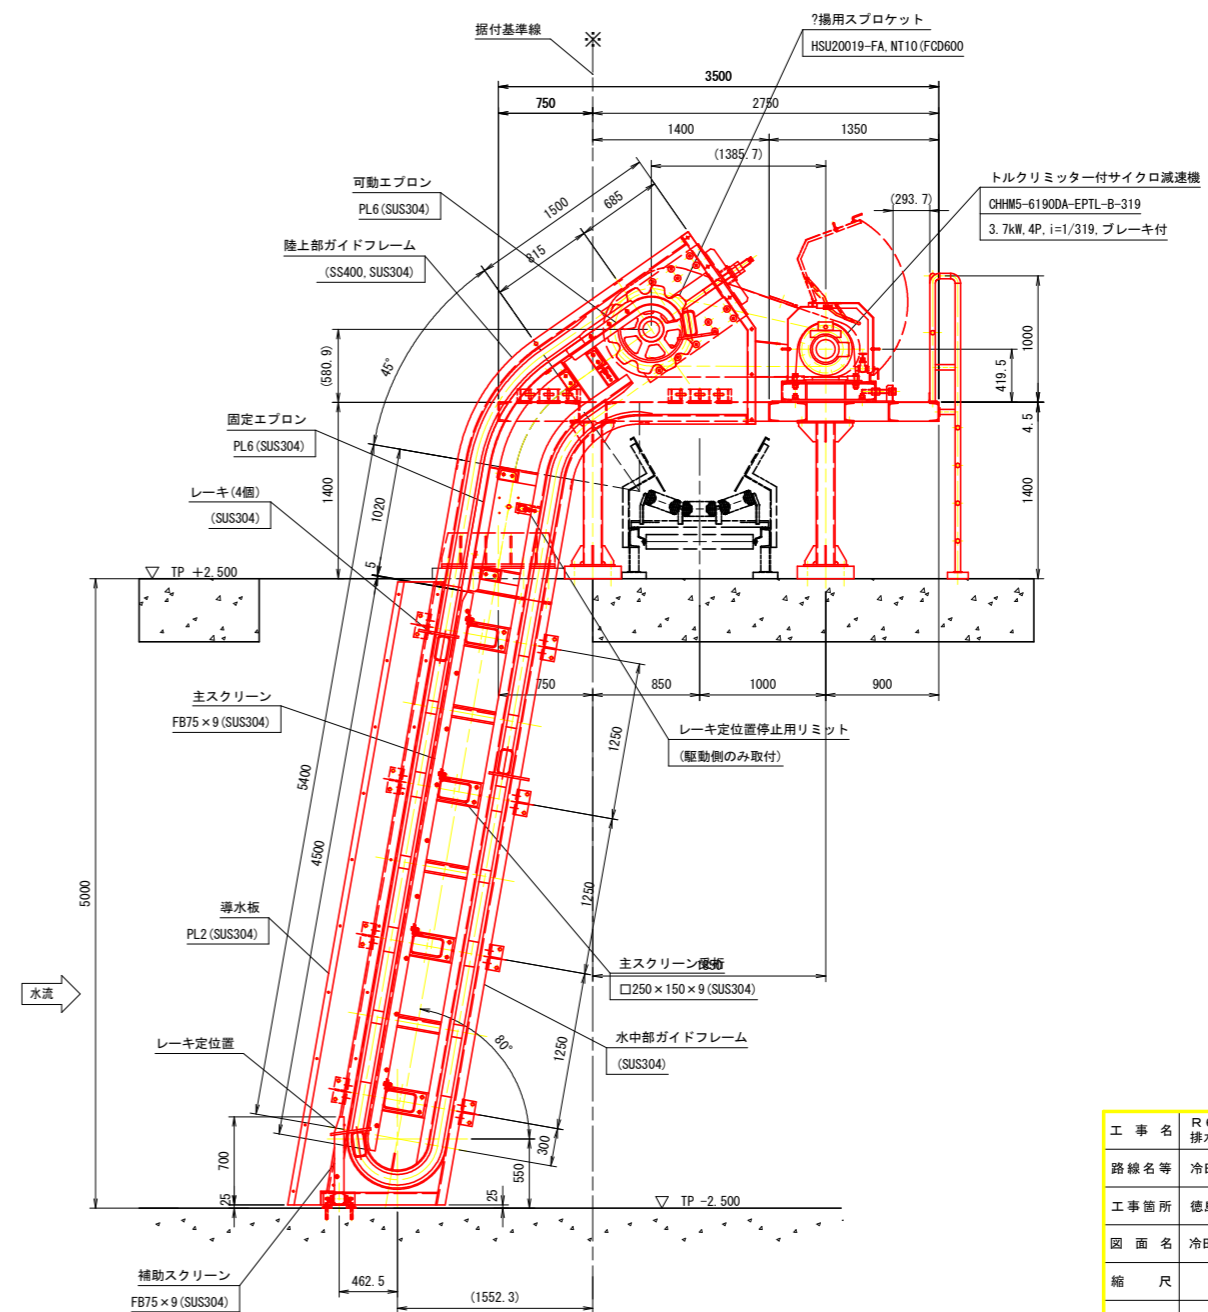 据付基準線
※
?揚用スプロケット
HSU20019-FA, NT10(FCD600
3500
750
2750
1400
1350
(1385.7)
トルクリミッター付サイクロ減速機
CHHM5-6190DA-EPTL-B-319
3.7kW, 4P, i=1/319, ブレーキ付
(293.7)
可動エプロン
PL6(SUS304)
1500
685
815
陸上部ガイドフレーム
(SS400, SUS304)
(580.9)
45°
1000
419.5
4.5
1400
固定エプロン
PL6(SUS304)
1400
1020
レーキ(4個)
(SUS304)
5
TP +2,500
750
850
1000
900
主スクリーン
FB75×9(SUS304)
レーキ定位置停止用リミット
(駆動側のみ取付)
1250
5400
4500
5000
1250
導水板
PL2(SUS304)
主スクリーン受桁
□250×150×9(SUS304)
1850
水流
水中部ガイドフレーム
(SUS304)
80°
1250
レーキ定位置
300
700
550
25
25
TP -2.500
補助スクリーン
FB75×9(SUS304)
462.5
(1552.3)
工事名
排
路線名等
冷
工事箇所
徳
図面名
冷
縮尺